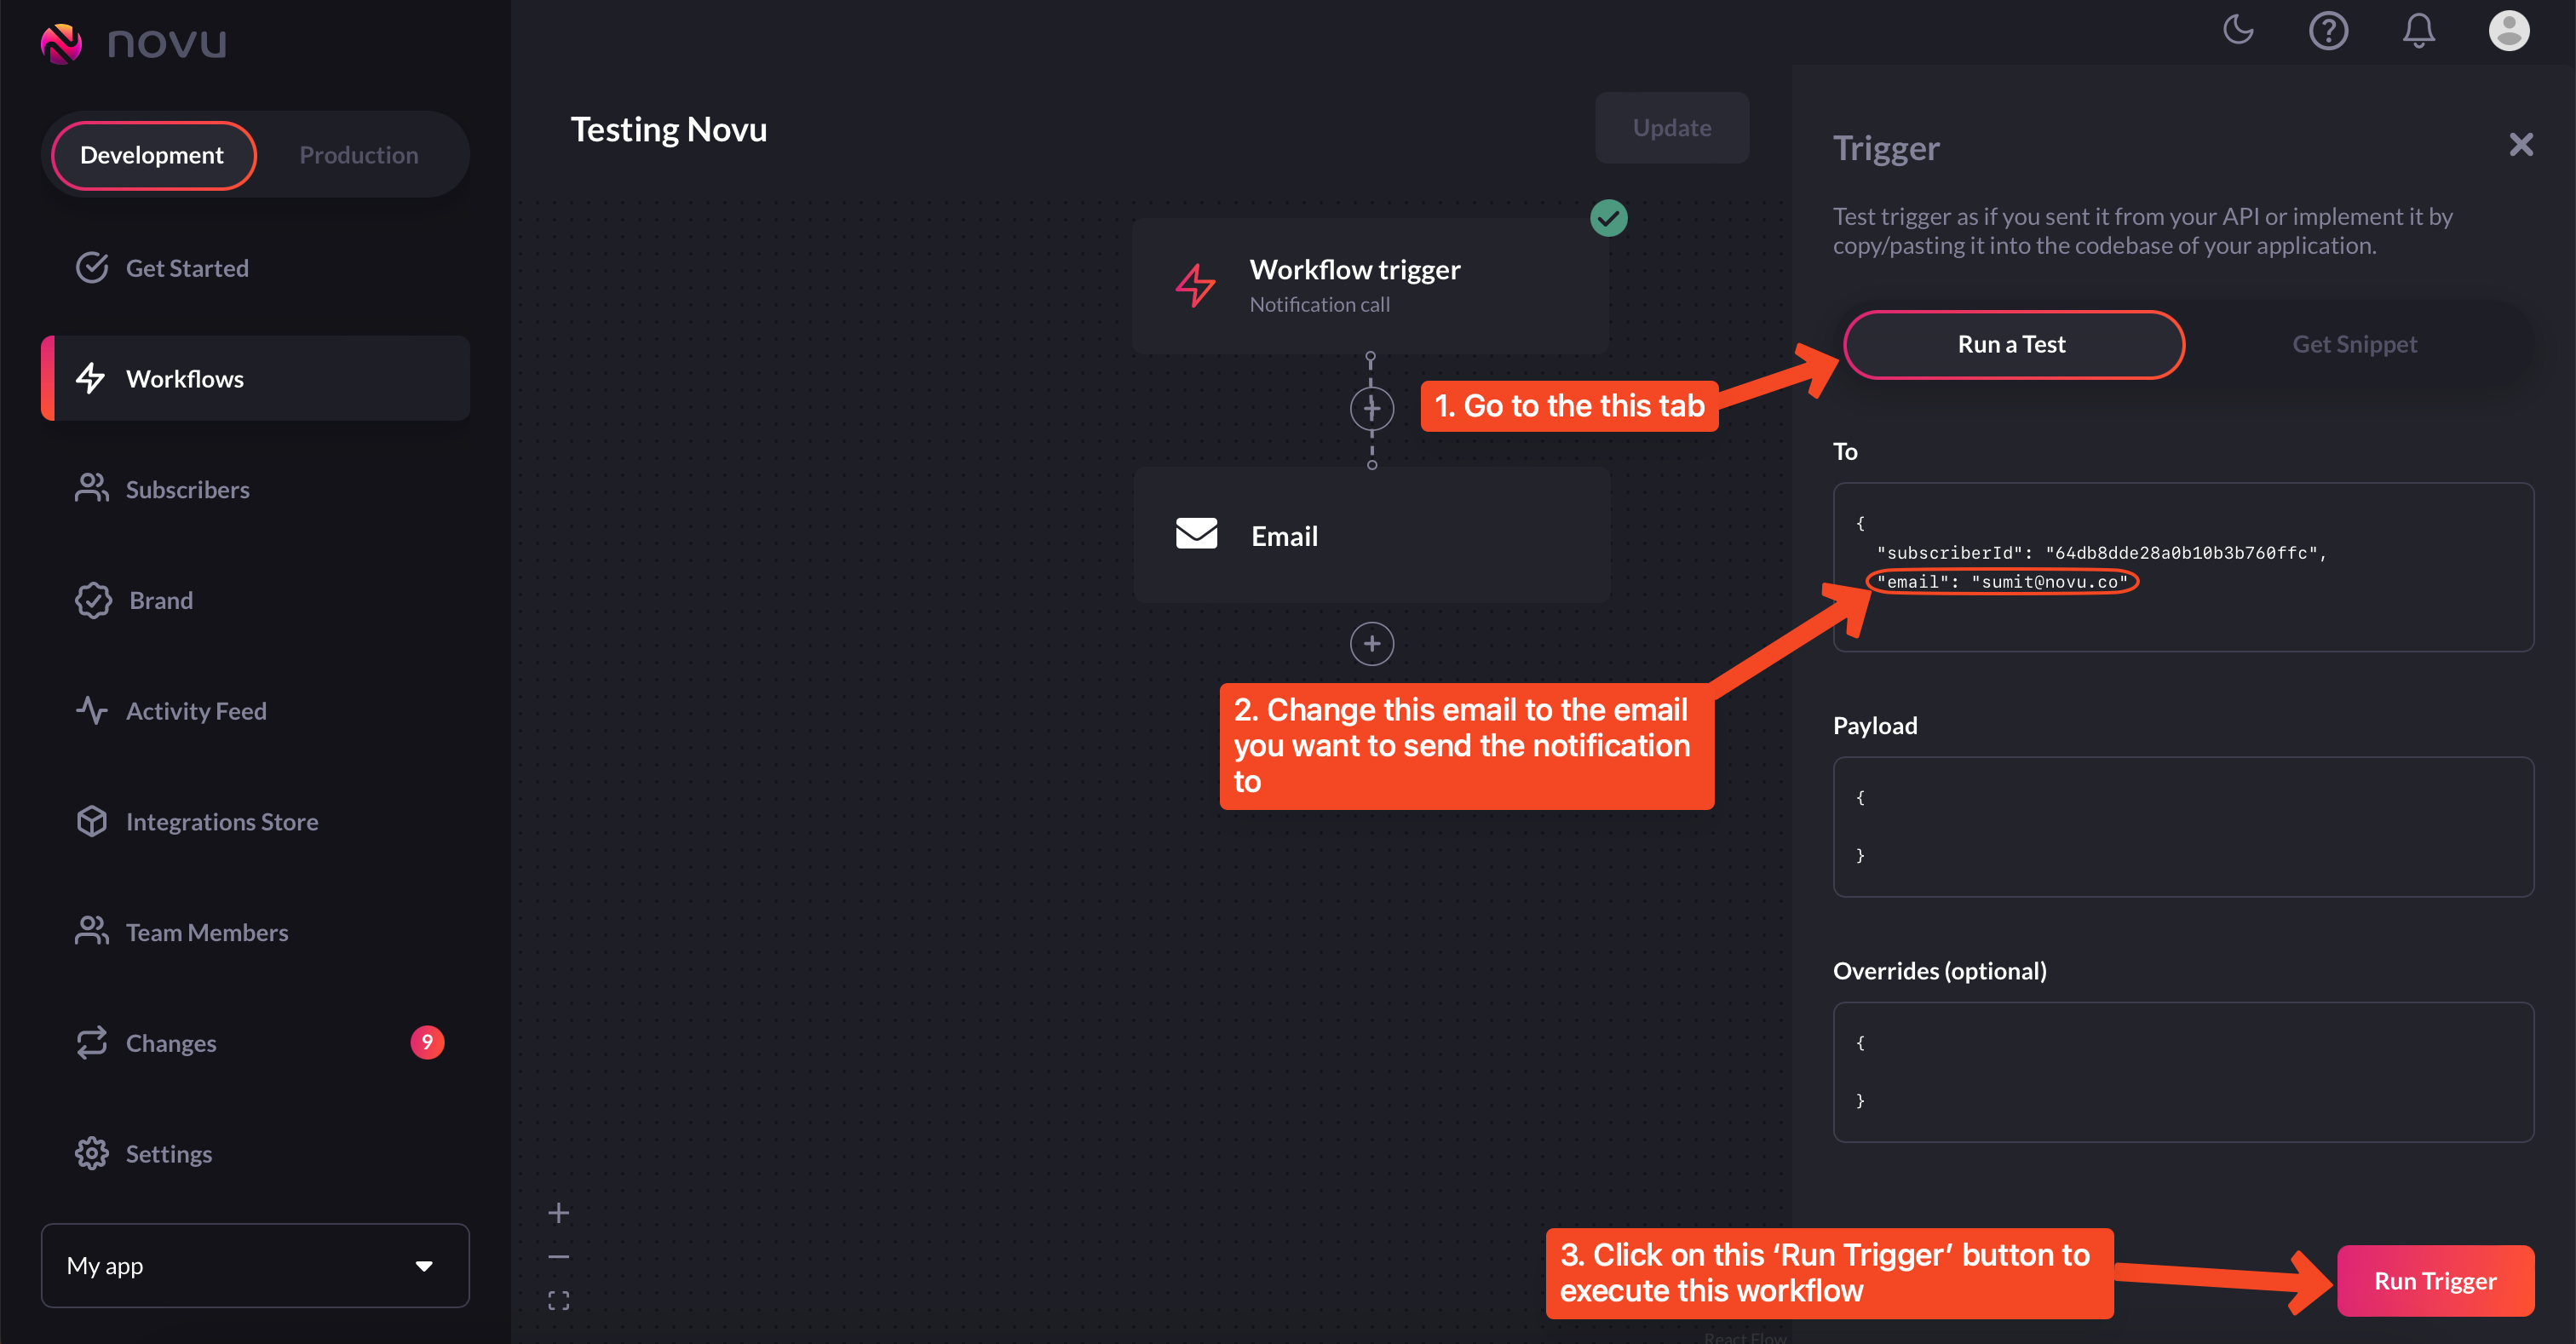 novu
Development
Production
Get Started
Workflows
Subscribers
Brand
Activity Feed
Integrations Store
Team Members
Changes
9
Settings
My app
Testing Novu
Update
Workflow trigger
Notification call
1. Go to the this tab
Email
2. Change this email to the email
you want to send the notification
to
3. Click on this ‘Run Trigger’ button to
execute this workflow
React Flow
Trigger
Test trigger as if you sent it from your API or implement it by
copy/pasting it into the codebase of your application.
Run a Test
Get Snippet
To
{
"subscriberId": "64db8dde28a0b10b3b760ffc",
"email": "sumit@novu.co"
Payload
{
}
Overrides (optional)
{
}
Run Trigger